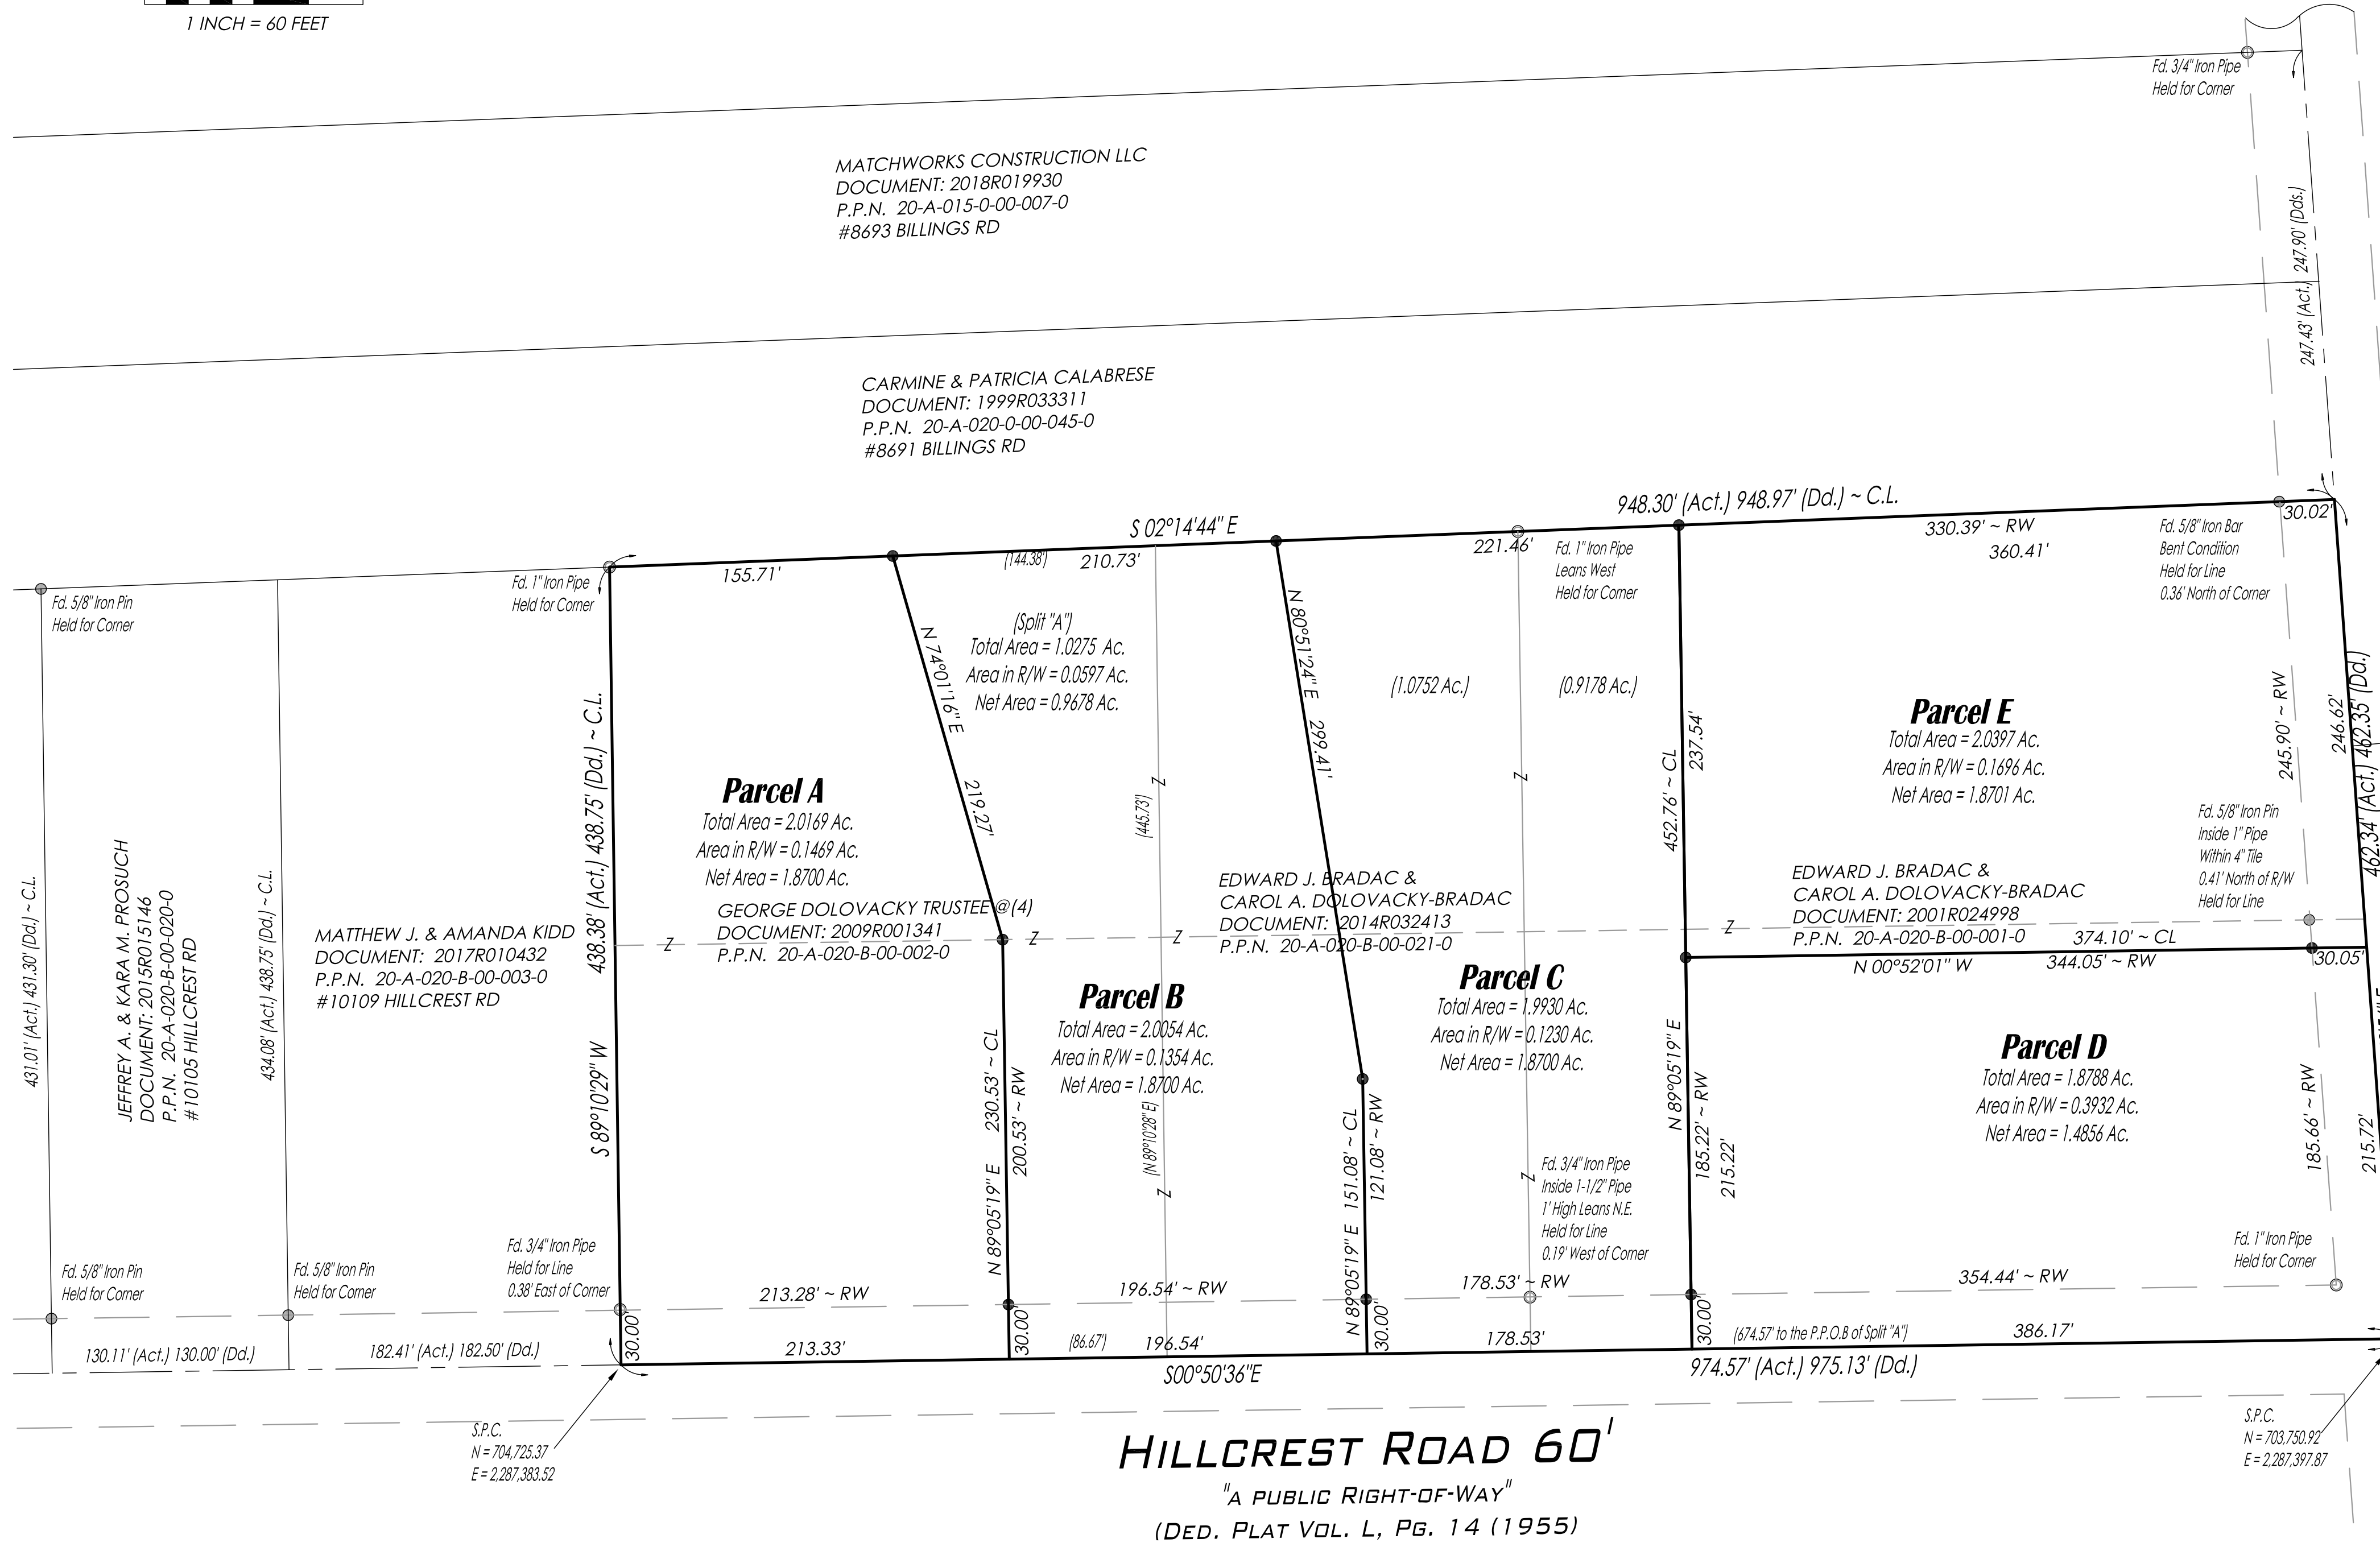 1 INCH = 60 FEET
Fd. 3/4" Iron Pipe
Held for Corner
MATCHWORKS CONSTRUCTION LLC
DOCUMENT: 2018R019930
P.P.N.  20-A-015-0-00-007-0
#8693 BILLINGS RD
247.43' (Act.)  247.90' (Dds.)
CARMINE & PATRICIA CALABRESE
DOCUMENT: 1999R033311
P.P.N.  20-A-020-0-00-045-0
#8691 BILLINGS RD
948.30' (Act.) 948.97' (Dd.) ~ C.L.
S 02°14'44" E
30.02'
330.39' ~ RW
360.41'
Fd. 5/8" Iron Bar
Bent Condition
Held for Line
0.36' North of Corner
221.46'
Fd. 1" Iron Pipe
Leans West
Held for Corner
(144.38')
210.73'
155.71'
Fd. 1" Iron Pipe
Held for Corner
Fd. 5/8" Iron Pin
Held for Corner
(Split "A")
Total Area = 1.0275  Ac.
Area in R/W = 0.0597 Ac.
Net Area = 0.9678 Ac.
N 74°01'16" E
219.27'
N 80°51'24" E
299.41'
(1.0752 Ac.)
(0.9178 Ac.)
438.38' (Act.) 438.75' (Dd.) ~ C.L.
S 89°10'29" W
Parcel A
Total Area = 2.0169 Ac.
Area in R/W = 0.1469 Ac.
Net Area = 1.8700 Ac.
GEORGE DOLOVACKY TRUSTEE @(4)
DOCUMENT: 2009R001341
P.P.N.  20-A-020-B-00-002-0
(445.73')
Z
Z
452.76' ~ CL
237.54'
Parcel E
Total Area = 2.0397 Ac.
Area in R/W = 0.1696 Ac.
Net Area = 1.8701 Ac.
245.90' ~ RW
246.62'
462.34' (Act.) 462.35' (Dd.)
Fd. 5/8" Iron Pin
Inside 1" Pipe
Within 4" Tile
0.41' North of R/W
Held for Line
EDWARD J. BRADAC &
CAROL A. DOLOVACKY-BRADAC
DOCUMENT:  2014R032413
P.P.N.  20-A-020-B-00-021-0
EDWARD J. BRADAC &
CAROL A. DOLOVACKY-BRADAC
DOCUMENT: 2001R024998
P.P.N.  20-A-020-B-00-001-0
374.10' ~ CL
N 00°52'01" W
344.05' ~ RW
30.05'
Z
Z
Z
Z
431.01' (Act.) 431.30' (Dd.) ~ C.L.
JEFFREY A. & KARA M. PROSUCH
DOCUMENT: 2015R015146
P.P.N.  20-A-020-B-00-020-0
#10105 HILLCREST RD
434.08' (Act.) 438.75' (Dd.) ~ C.L.
MATTHEW J. & AMANDA KIDD
DOCUMENT:  2017R010432
P.P.N.  20-A-020-B-00-003-0
#10109 HILLCREST RD
Parcel B
Total Area = 2.0054 Ac.
Area in R/W = 0.1354 Ac.
Net Area = 1.8700 Ac.
Parcel C
Total Area = 1.9930 Ac.
Area in R/W = 0.1230 Ac.
Net Area = 1.8700 Ac.
Parcel D
Total Area = 1.8788 Ac.
Area in R/W = 0.3932 Ac.
Net Area = 1.4856 Ac.
N 89°05'19" E
230.53' ~ CL
200.53' ~ RW
(N 89°10'28" E)
Z
N 89°05'19" E
151.08' ~ CL
121.08' ~ RW
Z
N 89°05'19" E
185.22' ~ RW
215.22'
185.66' ~ RW
215.72'
Fd. 3/4" Iron Pipe
Inside 1-1/2" Pipe
1' High Leans N.E.
Held for Line
0.19' West of Corner
Fd. 1" Iron Pipe
Held for Corner
Fd. 5/8" Iron Pin
Held for Corner
Fd. 5/8" Iron Pin
Held for Corner
Fd. 3/4" Iron Pipe
Held for Line
0.38' East of Corner
213.28' ~ RW
196.54' ~ RW
178.53' ~ RW
354.44' ~ RW
30.00'
30.00'
30.00'
30.00'
130.11' (Act.) 130.00' (Dd.)
182.41' (Act.) 182.50' (Dd.)
213.33'
(86.67')
196.54'
178.53'
(674.57' to the P.P.O.B of Split "A")
386.17'
S00°50'36"E
974.57' (Act.) 975.13' (Dd.)
S.P.C.
N = 704,725.37
E = 2,287,383.52
S.P.C.
N = 703,750.92
E = 2,287,397.87
HILLCREST ROAD 60'
"A PUBLIC RIGHT-OF-WAY"
(DED. PLAT VOL. L, PG. 14 (1955)